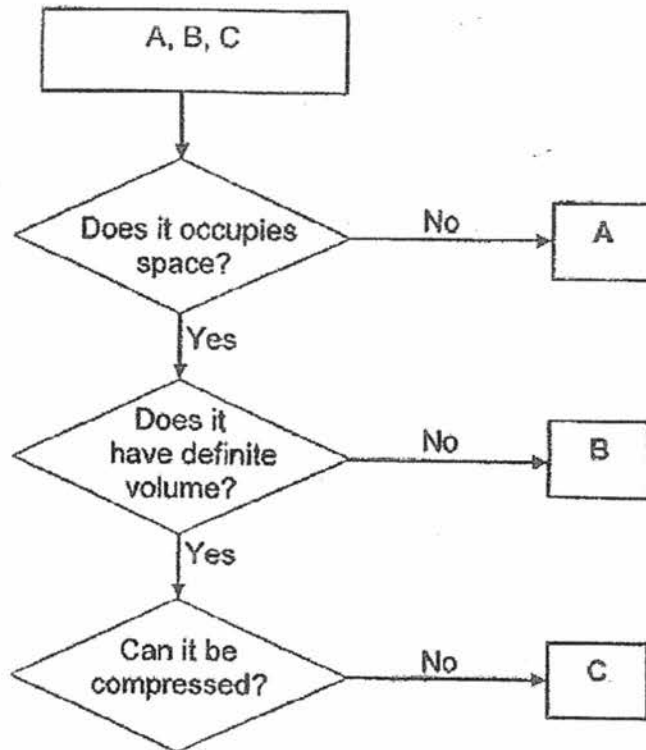 A, B, C
Does it occupies
space?
No
A
Yes
Does it
have definite
volume?
No
B
Yes
Can it be
compressed?
No
C